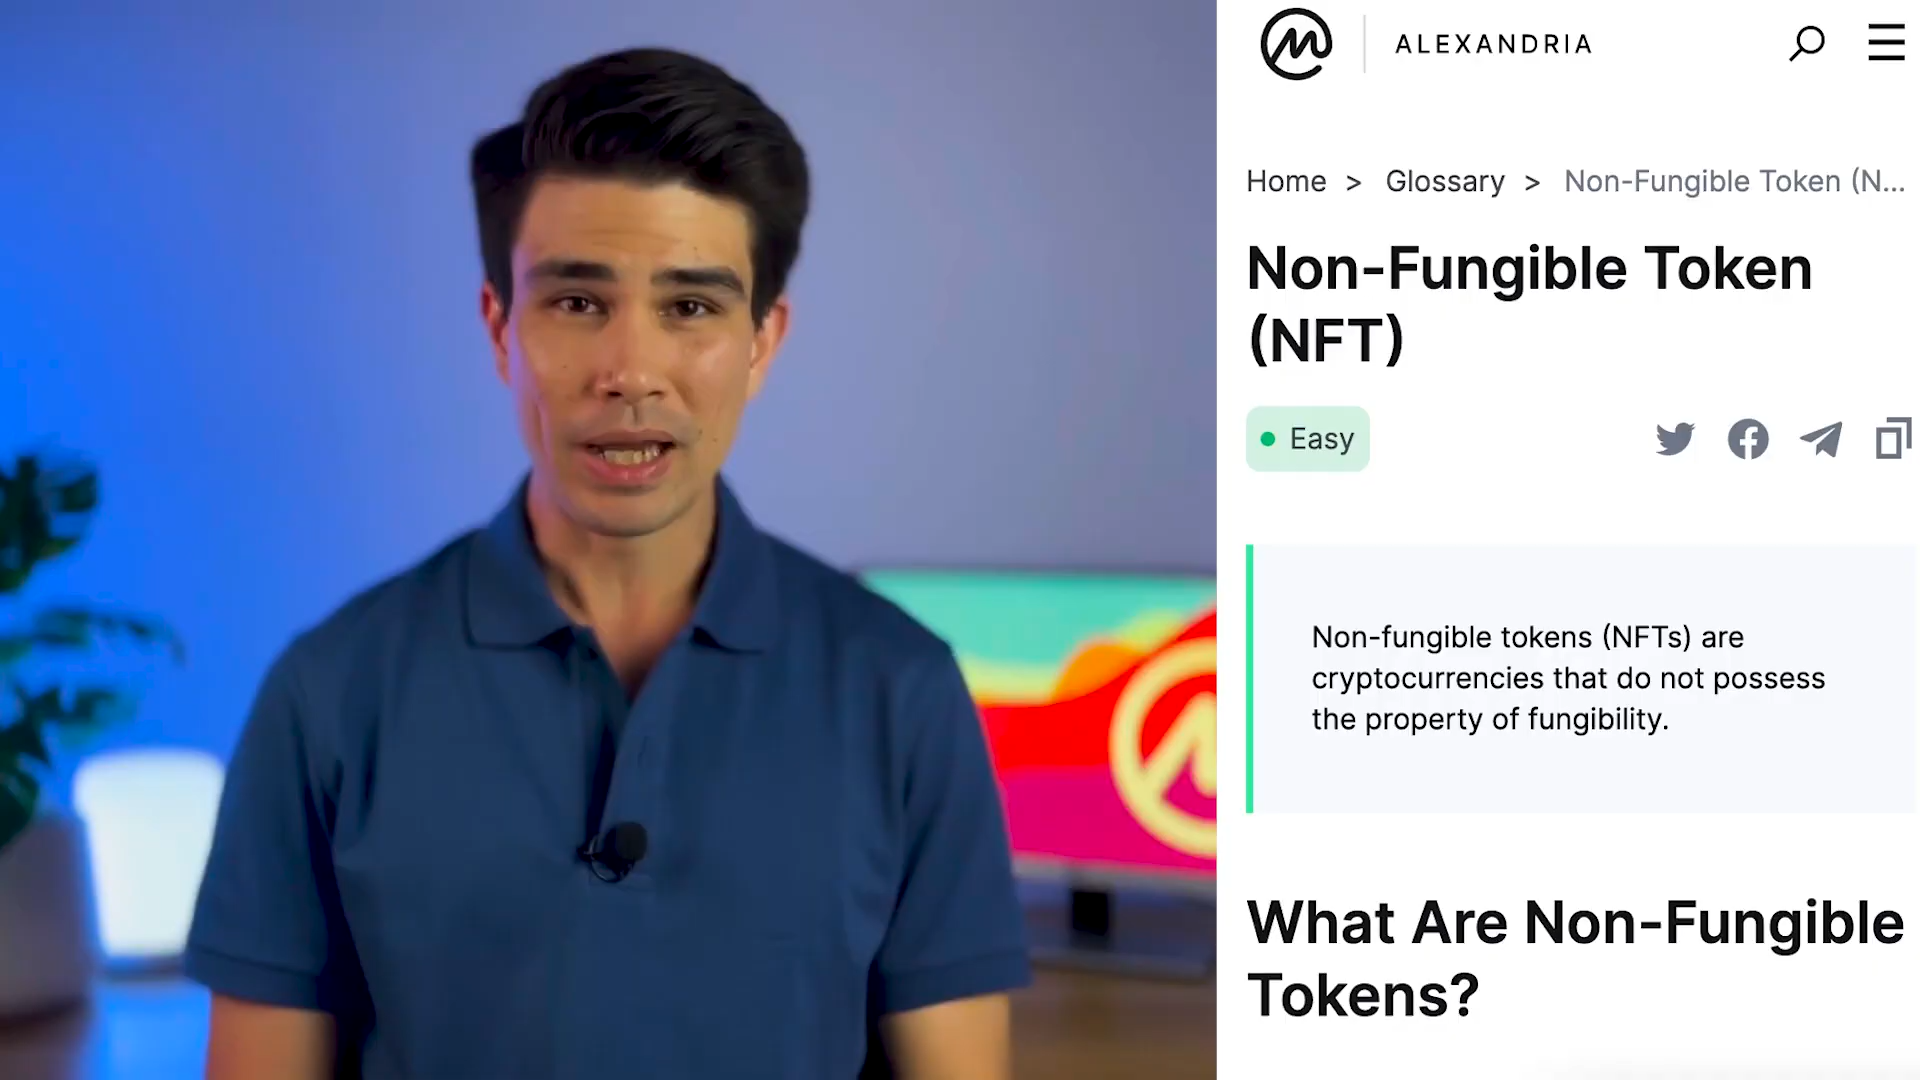 ALEXANDRIA
Home > Glossary > Non-Fungible Token (N...
Non-Fungible Token
(NFT)
Easy
Non-fungible tokens (NFTs) are
cryptocurrencies that do not possess
the property of fungibility.
What Are Non-Fungible
Tokens?